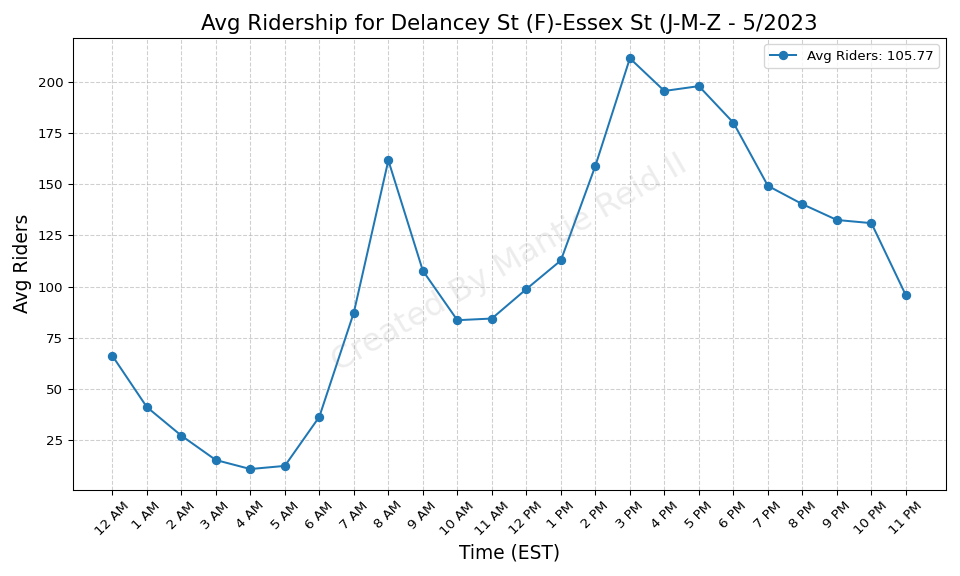 Avg Ridership for Delancey St (F)-Essex St (J-M-Z - 5/2023
Avg Riders: 105.77
200
175
150
125
100
75
50
25
Avg Riders
Created By Mantie Reid II
12 AM
1 AM
2 AM
3 AM
4 AM
5 AM
6 AM
7 AM
8 AM
9 AM
10 AM
11 AM
12 PM
1 PM
2 PM
3 PM
4 PM
5 PM
6 PM
7 PM
8 PM
9 PM
10 PM
11 PM
Time (EST)